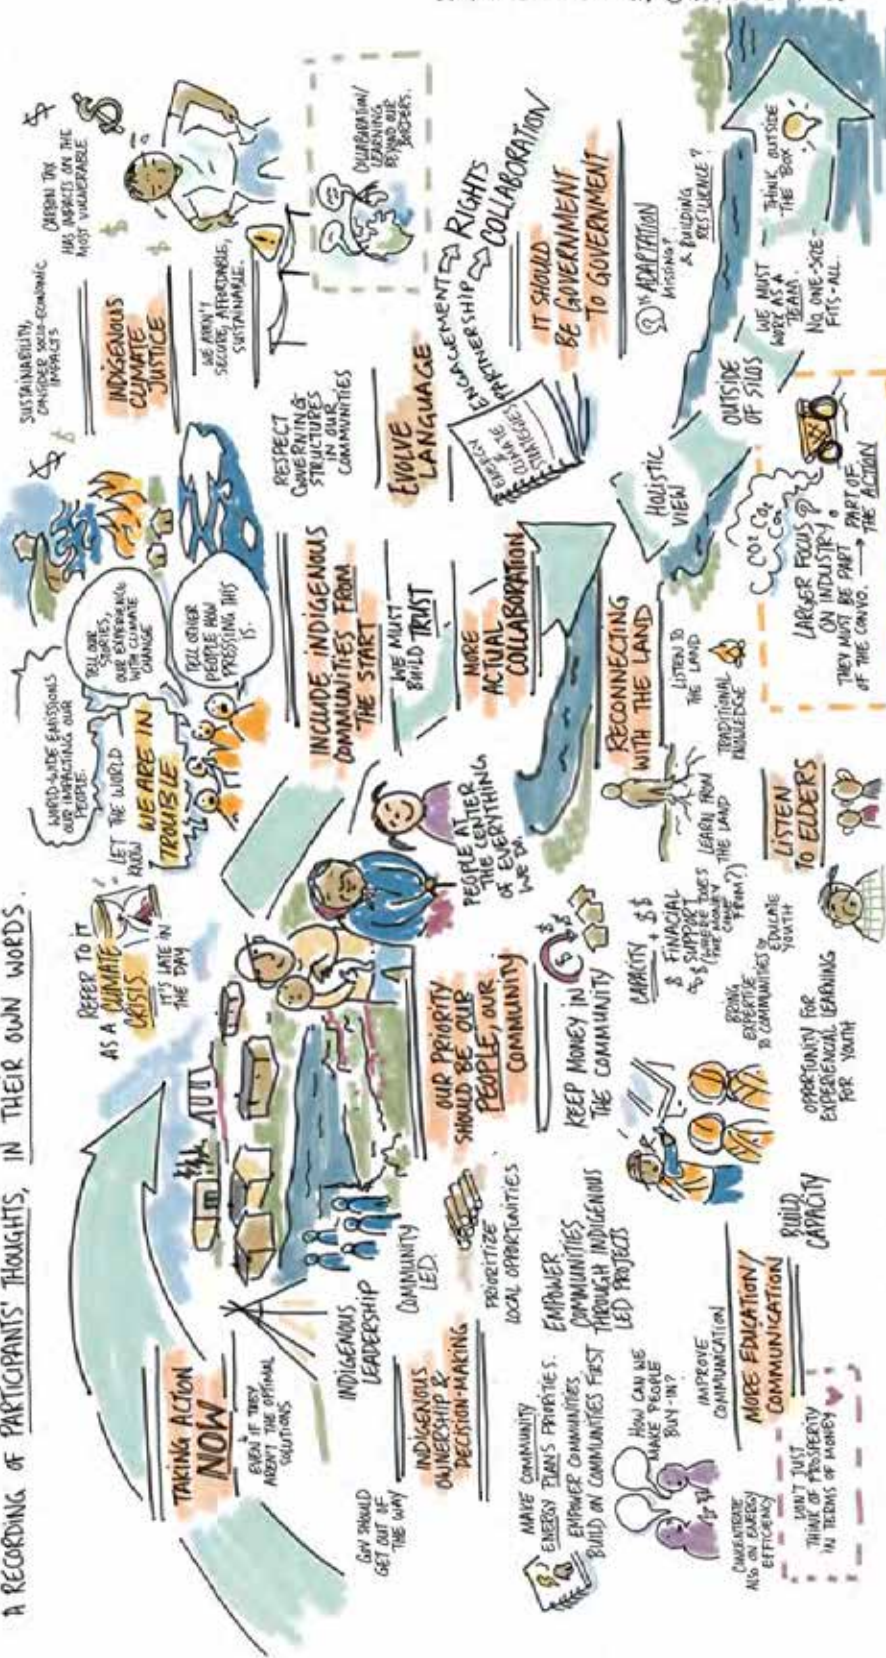 A RECORDING OF PARTICIPANTS' THOUGHTS, IN THEIR OWN WORDS.
TAKING ACTION
NOW
↳ EVEN IF THEY
AREN'T THE OPTIMAL
SOLUTIONS
GOV SHOULD
GET OUT OF
THE WAY
INDIGENOUS
LEADERSHIP
COMMUNITY
LED.
INDIGENOUS
OWNERSHIP &
DECISION-MAKING
PRIORITIZE
LOCAL OPPORTUNITIES
MAKE COMMUNITY
ENERGY PLANS PRIORITIES.
EMPOWER COMMUNITIES,
BUILD ON COMMUNITIES FIRST
EMPOWER
COMMUNITIES
THROUGH INDIGENOUS
LED PROJECTS
HOW CAN WE
MAKE PEOPLE
BUY-IN?
IMPROVE
COMMUNICATION
CONCENTRATE
ALSO ON ENERGY
EFFICIENCY
MORE EDUCATION/
COMMUNICATION
DON'T JUST
THINK OF PROSPERITY
IN TERMS OF MONEY
BUILD
CAPACITY
REFER TO IT
AS A CLIMATE
CRISIS.
IT'S LATE IN
THE DAY
OUR PRIORITY
SHOULD BE OUR
PEOPLE, OUR
COMMUNITY
PEOPLE AT
THE CENTER
OF EVERYTHING
WE DO.
KEEP MONEY IN
THE COMMUNITY
$ $ $
CAPACITY
+ $$
$ FINACIAL
SUPPORT
(WHERE DOES
THE MONEY
COME
FROM?)
BRING
EXPERTISE
TO COMMUNITIES
EDUCATE
YOUTH
OPPORTUNITY FOR
EXPERIENCIAL LEARNING
FOR YOUTH
LISTEN
TO ELDERS
WORLD-WIDE EMISSIONS
OUR IMPACTING OUR
PEOPLE.
LET THE WORLD
KNOW
WE ARE IN
TROUBLE.
TELL OUR
STORIES,
OUR EXPERIENCE
WITH CLIMATE
CHANGE
TELL OTHER
PEOPLE HOW
PRESSING THIS
IS.
INCLUDE INDIGENOUS
COMMUNITIES FROM
THE START
WE MUST
BUILD TRUST
MORE
ACTUAL
COLLABORATION
RECONNECTING
WITH THE LAND
LISTEN TO
THE LAND
TRADITIONAL
KNOWLEDGE
LEARN FROM
THE LAND
SUSTAINABILITY,
CONSIDER SOCIO-ECONOMIC
IMPACTS
CARBON TAX
HAS IMPACTS ON THE
MOST VULNERABLE
$ $ $ $ $
INDIGENOUS
CLIMATE
JUSTICE
WE AREN'T
SECURE, AFFORDABLE,
SUSTAINABLE.
!
COLLABORATION/
LEARNING
BEYOND OUR
BORDERS.
RESPECT
GOVERNING
STRUCTURES
IN OUR
COMMUNITIES
EVOLVE
LANGUAGE
ENERGY
&
CLIMATE
STRATEGIES
ENGAGEMENT ⇨ RIGHTS
PARTNERSHIP ⇨ COLLABORATION
IT SHOULD
BE GOVERNMENT
TO GOVERNMENT
? IS ADAPTATION
MISSING?
& BUILDING
RESILIENCE?
HOLISTIC
VIEW
OUTSIDE
OF SILOS
WE MUST
WORK AS A
TEAM.
NO ONE-SIZE-
FITS-ALL.
THINK OUTSIDE
THE BOX
CO2 CO2
CO2
LARGER FOCUS
ON INDUSTRY?
THEY MUST BE PART
OF THE CONVO. → PART OF
THE ACTION